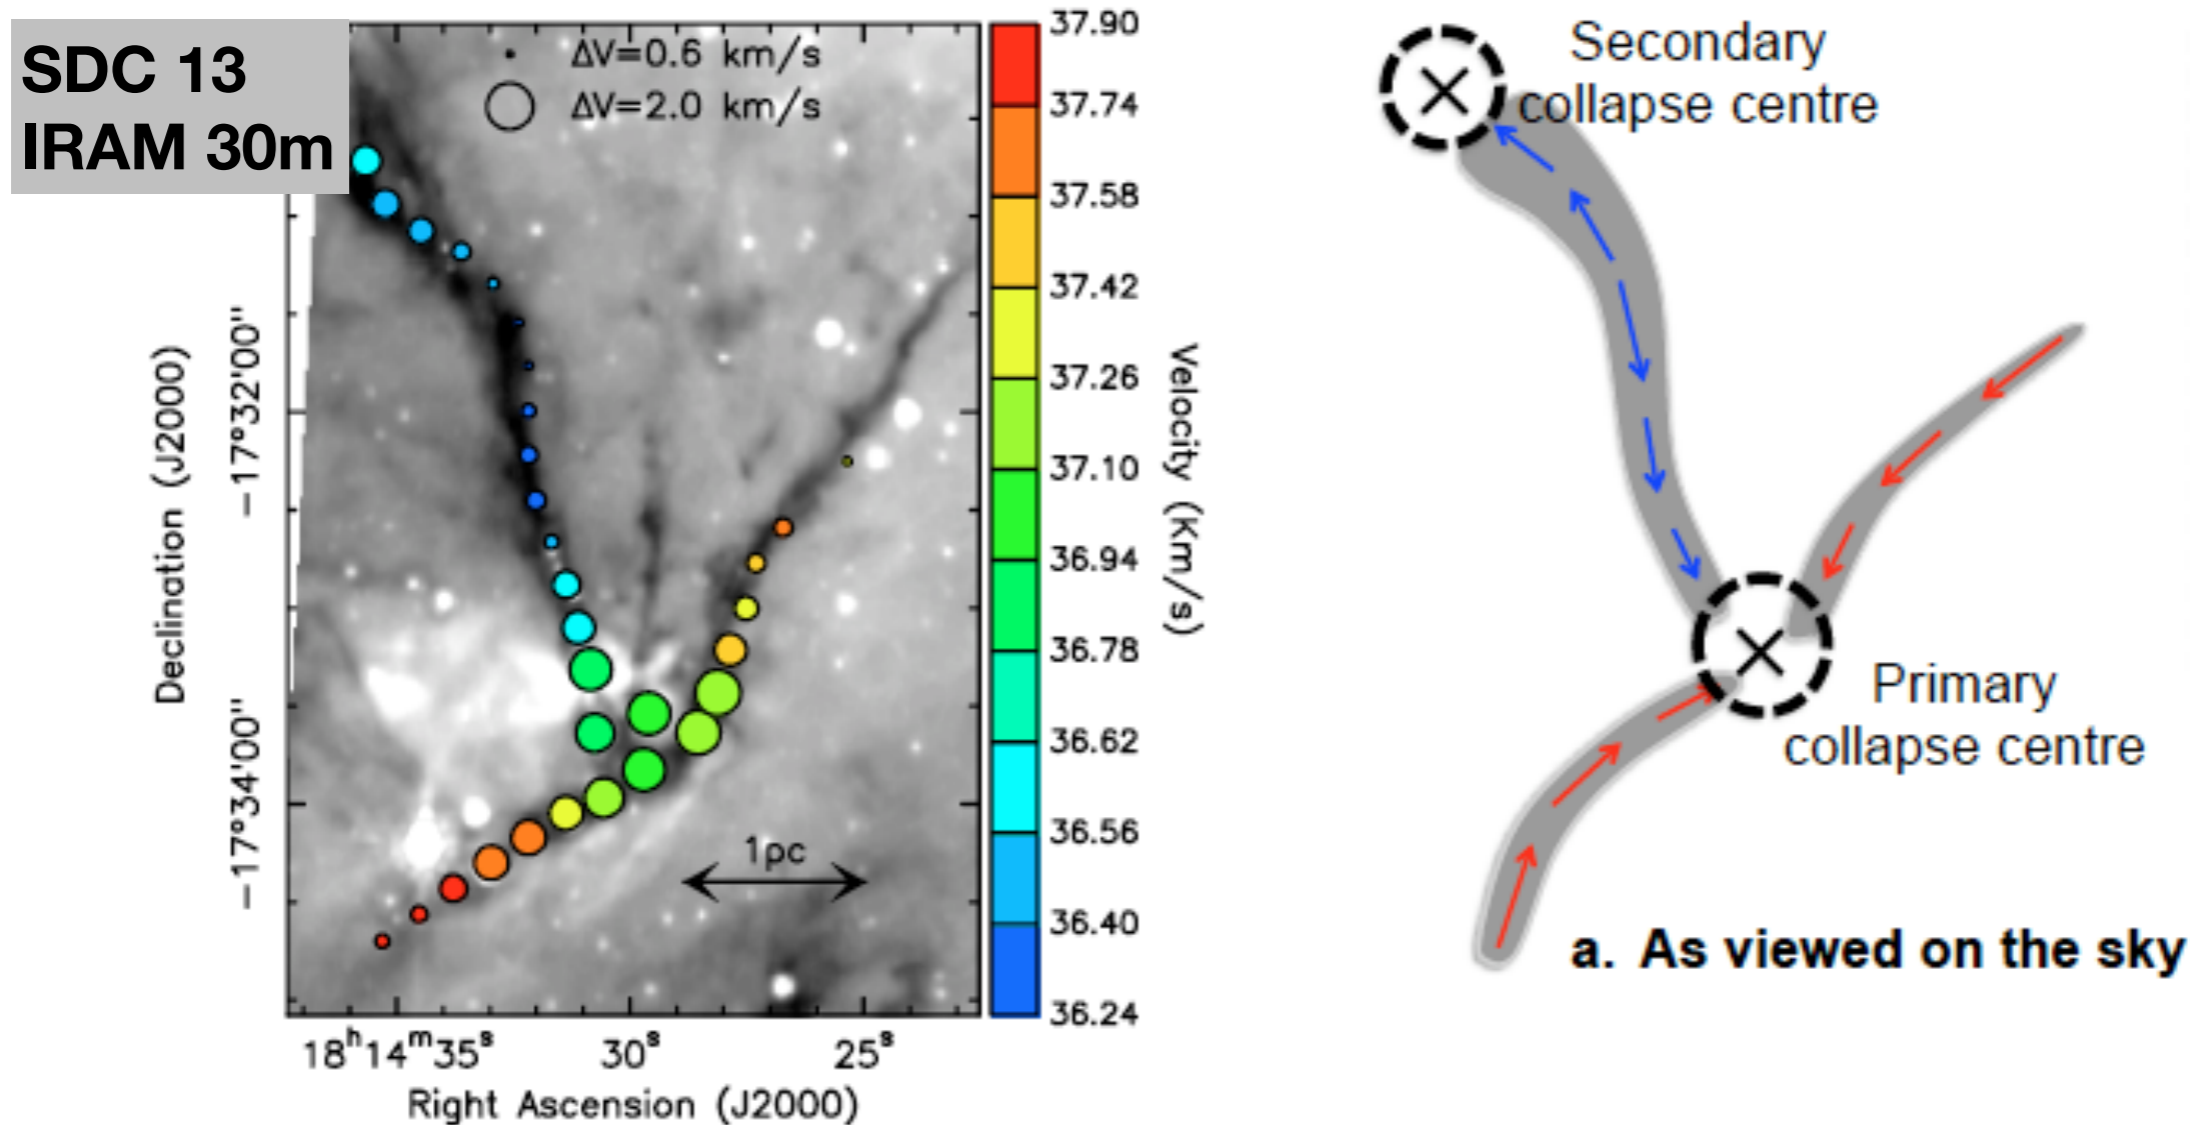 SDC 13
IRAM 30m
ΔV=0.6 km/s
ΔV=2.0 km/s
37.90
37.74
37.58
37.42
37.26
37.10
36.94
36.78
36.62
36.56
36.40
36.24
Velocity (Km/s)
Declination (J2000)
−17°32'00"
−17°34'00"
1pc
18ʰ14ᵐ35ˢ
30ˢ
25ˢ
Right Ascension (J2000)
Secondary
collapse centre
Primary
collapse centre
a. As viewed on the sky